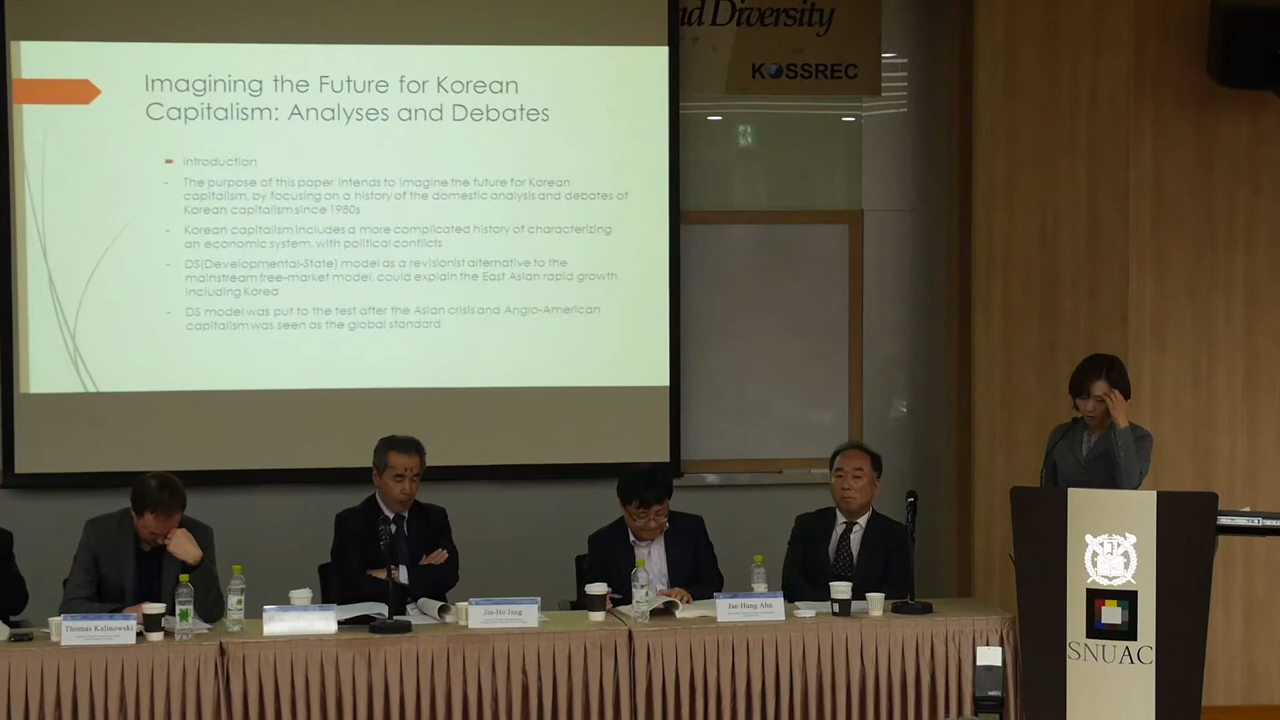 nd Diversity
KOSSREC
Imagining the Future for Korean
Capitalism: Analyses and Debates
Introduction
- The purpose of this paper intends to imagine the future for Korean
capitalism, by focusing on a history of the domestic analysis and debates of
Korean capitalism since 1980s
- Korean capitalism includes a more complicated history of characterizing
an economic system, with political conflicts
- DS(Developmental-State) model as a revisionist alternative to the
mainstream free-market model, could explain the East Asian rapid growth
including Korea
- DS model was put to the test after the Asian crisis and Anglo-American
capitalism was seen as the global standard
Thomas Kalinowski
Jin-Ho Jang
Jae-Hung Ahn
SNUAC